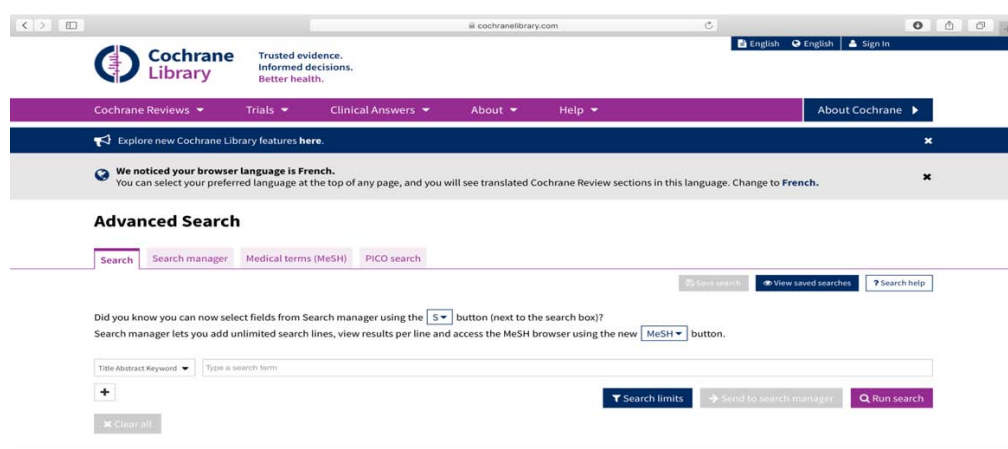 cochranelibrary.com
English English Sign In
Cochrane Library
Trusted evidence.
Informed decisions.
Better health.
Cochrane Reviews Trials Clinical Answers About Help About Cochrane
Explore new Cochrane Library features here.
We noticed your browser language is French.
You can select your preferred language at the top of any page, and you will see translated Cochrane Review sections in this language. Change to French.
Advanced Search
Search Search manager Medical terms (MeSH) PICO search
Save search View saved searches ? Search help
Did you know you can now select fields from Search manager using the S button (next to the search box)?
Search manager lets you add unlimited search lines, view results per line and access the MeSH browser using the new MeSH button.
Title Abstract Keyword Type a search term
+
Search limits Send to search manager Run search
Clear all